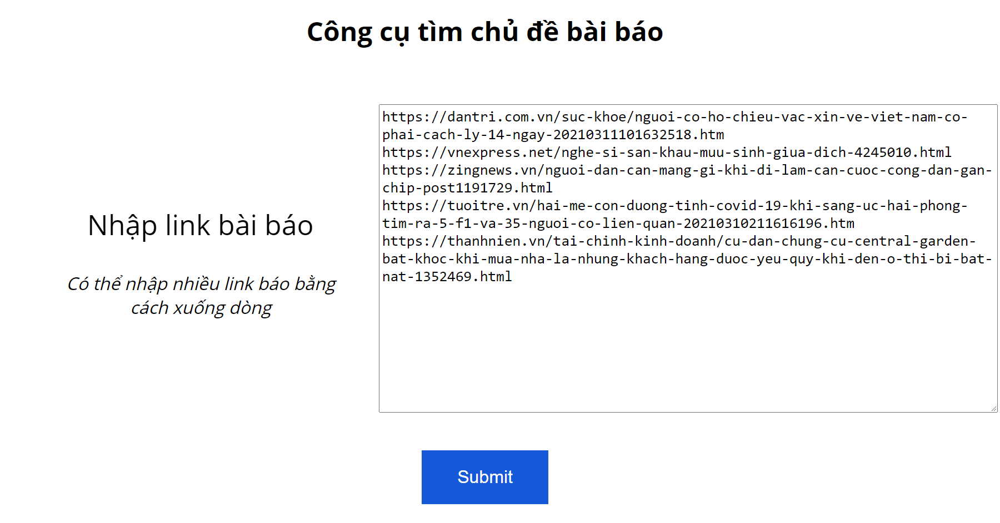 Công cụ tìm chủ đề bài báo
Nhập link bài báo
Có thể nhập nhiều link báo bằng
cách xuống dòng
https://dantri.com.vn/suc-khoe/nguoi-co-ho-chieu-vac-xin-ve-viet-nam-co-
phai-cach-ly-14-ngay-20210311101632518.htm
https://vnexpress.net/nghe-si-san-khau-muu-sinh-giua-dich-4245010.html
https://zingnews.vn/nguoi-dan-can-mang-gi-khi-di-lam-can-cuoc-cong-dan-gan-
chip-post1191729.html
https://tuoitre.vn/hai-me-con-duong-tinh-covid-19-khi-sang-uc-hai-phong-
tim-ra-5-f1-va-35-nguoi-co-lien-quan-20210310211616196.htm
https://thanhnien.vn/tai-chinh-kinh-doanh/cu-dan-chung-cu-central-garden-
bat-khoc-khi-mua-nha-la-nhung-khach-hang-duoc-yeu-quy-khi-den-o-thi-bi-bat-
nat-1352469.html
Submit